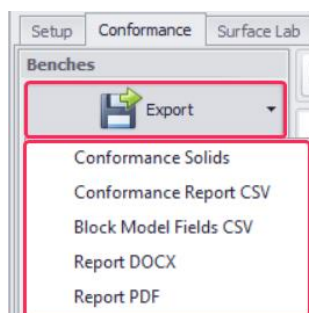 Setup Conformance Surface Lab
Benches
Export
Conformance Solids
Conformance Report CSV
Block Model Fields CSV
Report DOCX
Report PDF